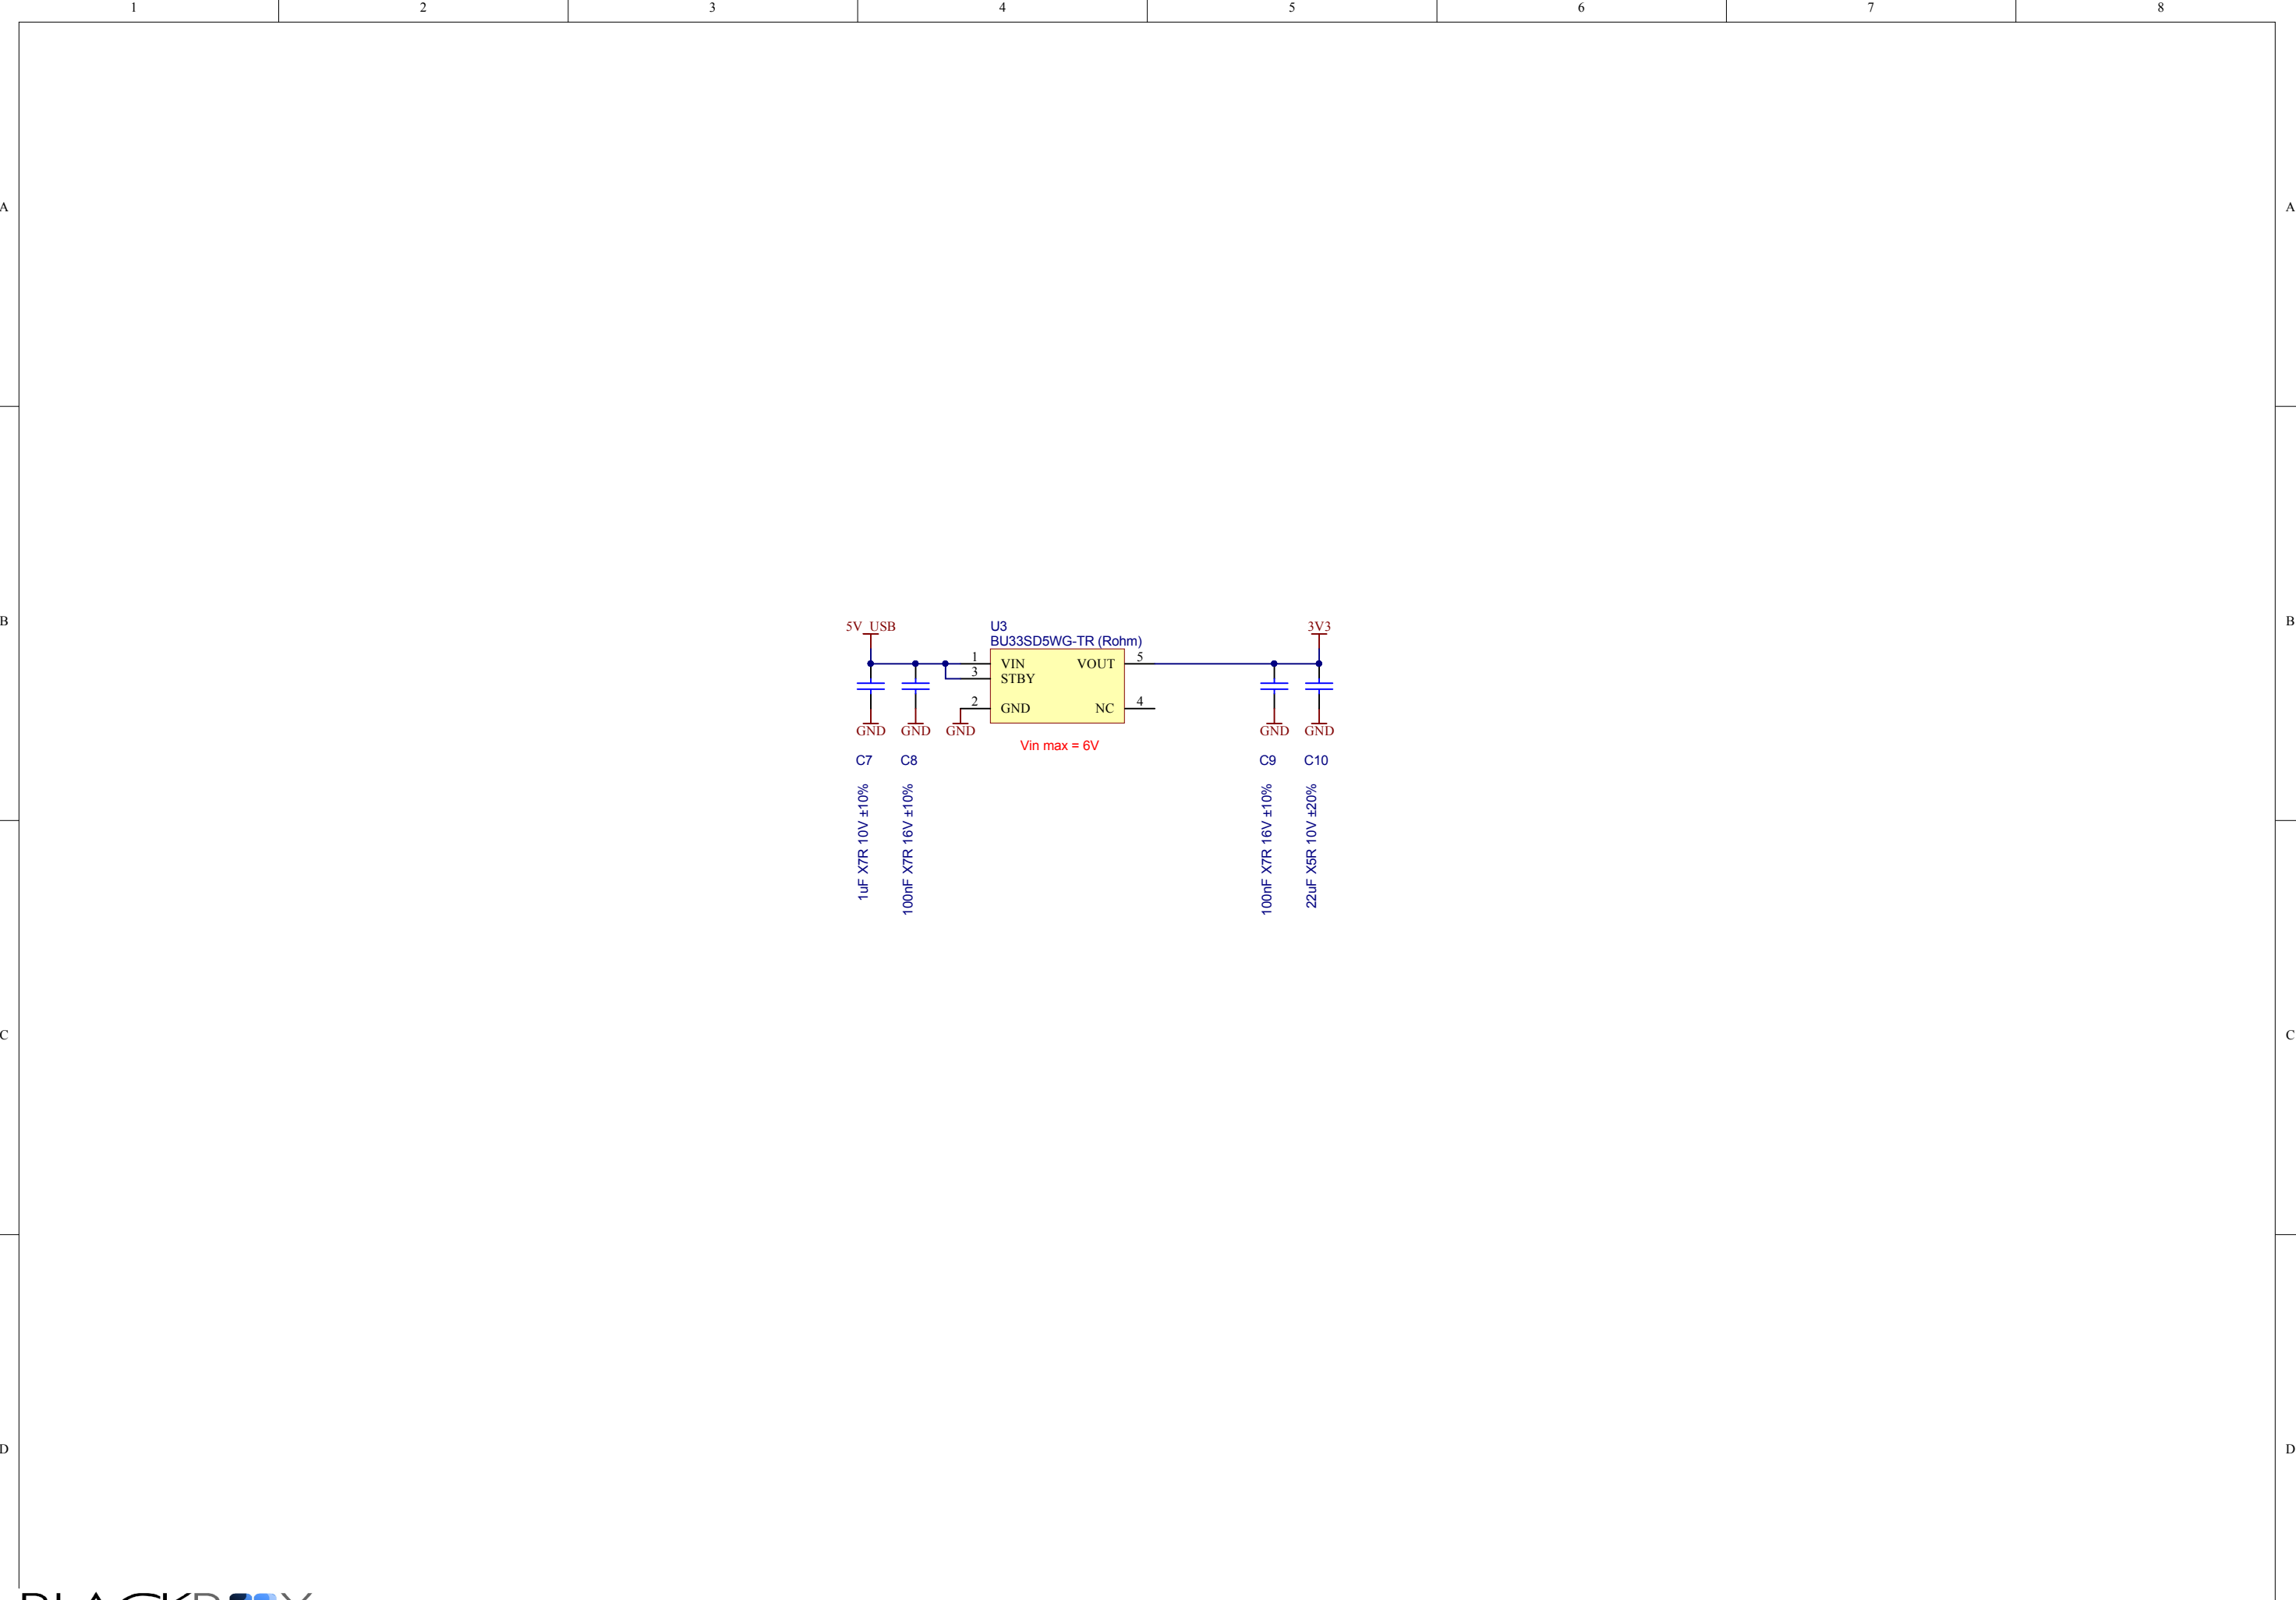 1 2 3 4 5 6 7 8
A A
B B
5V_USB U3 3V3
BU33SD5WG-TR (Rohm)
1 VIN VOUT 5
3 STBY
2 GND NC 4
GND GND GND GND GND
Vin max = 6V
C7 C8 C9 C10
1uF X7R 10V ±10%
100nF X7R 16V ±10%
100nF X7R 16V ±10%
22uF X5R 10V ±20%
C C
D D